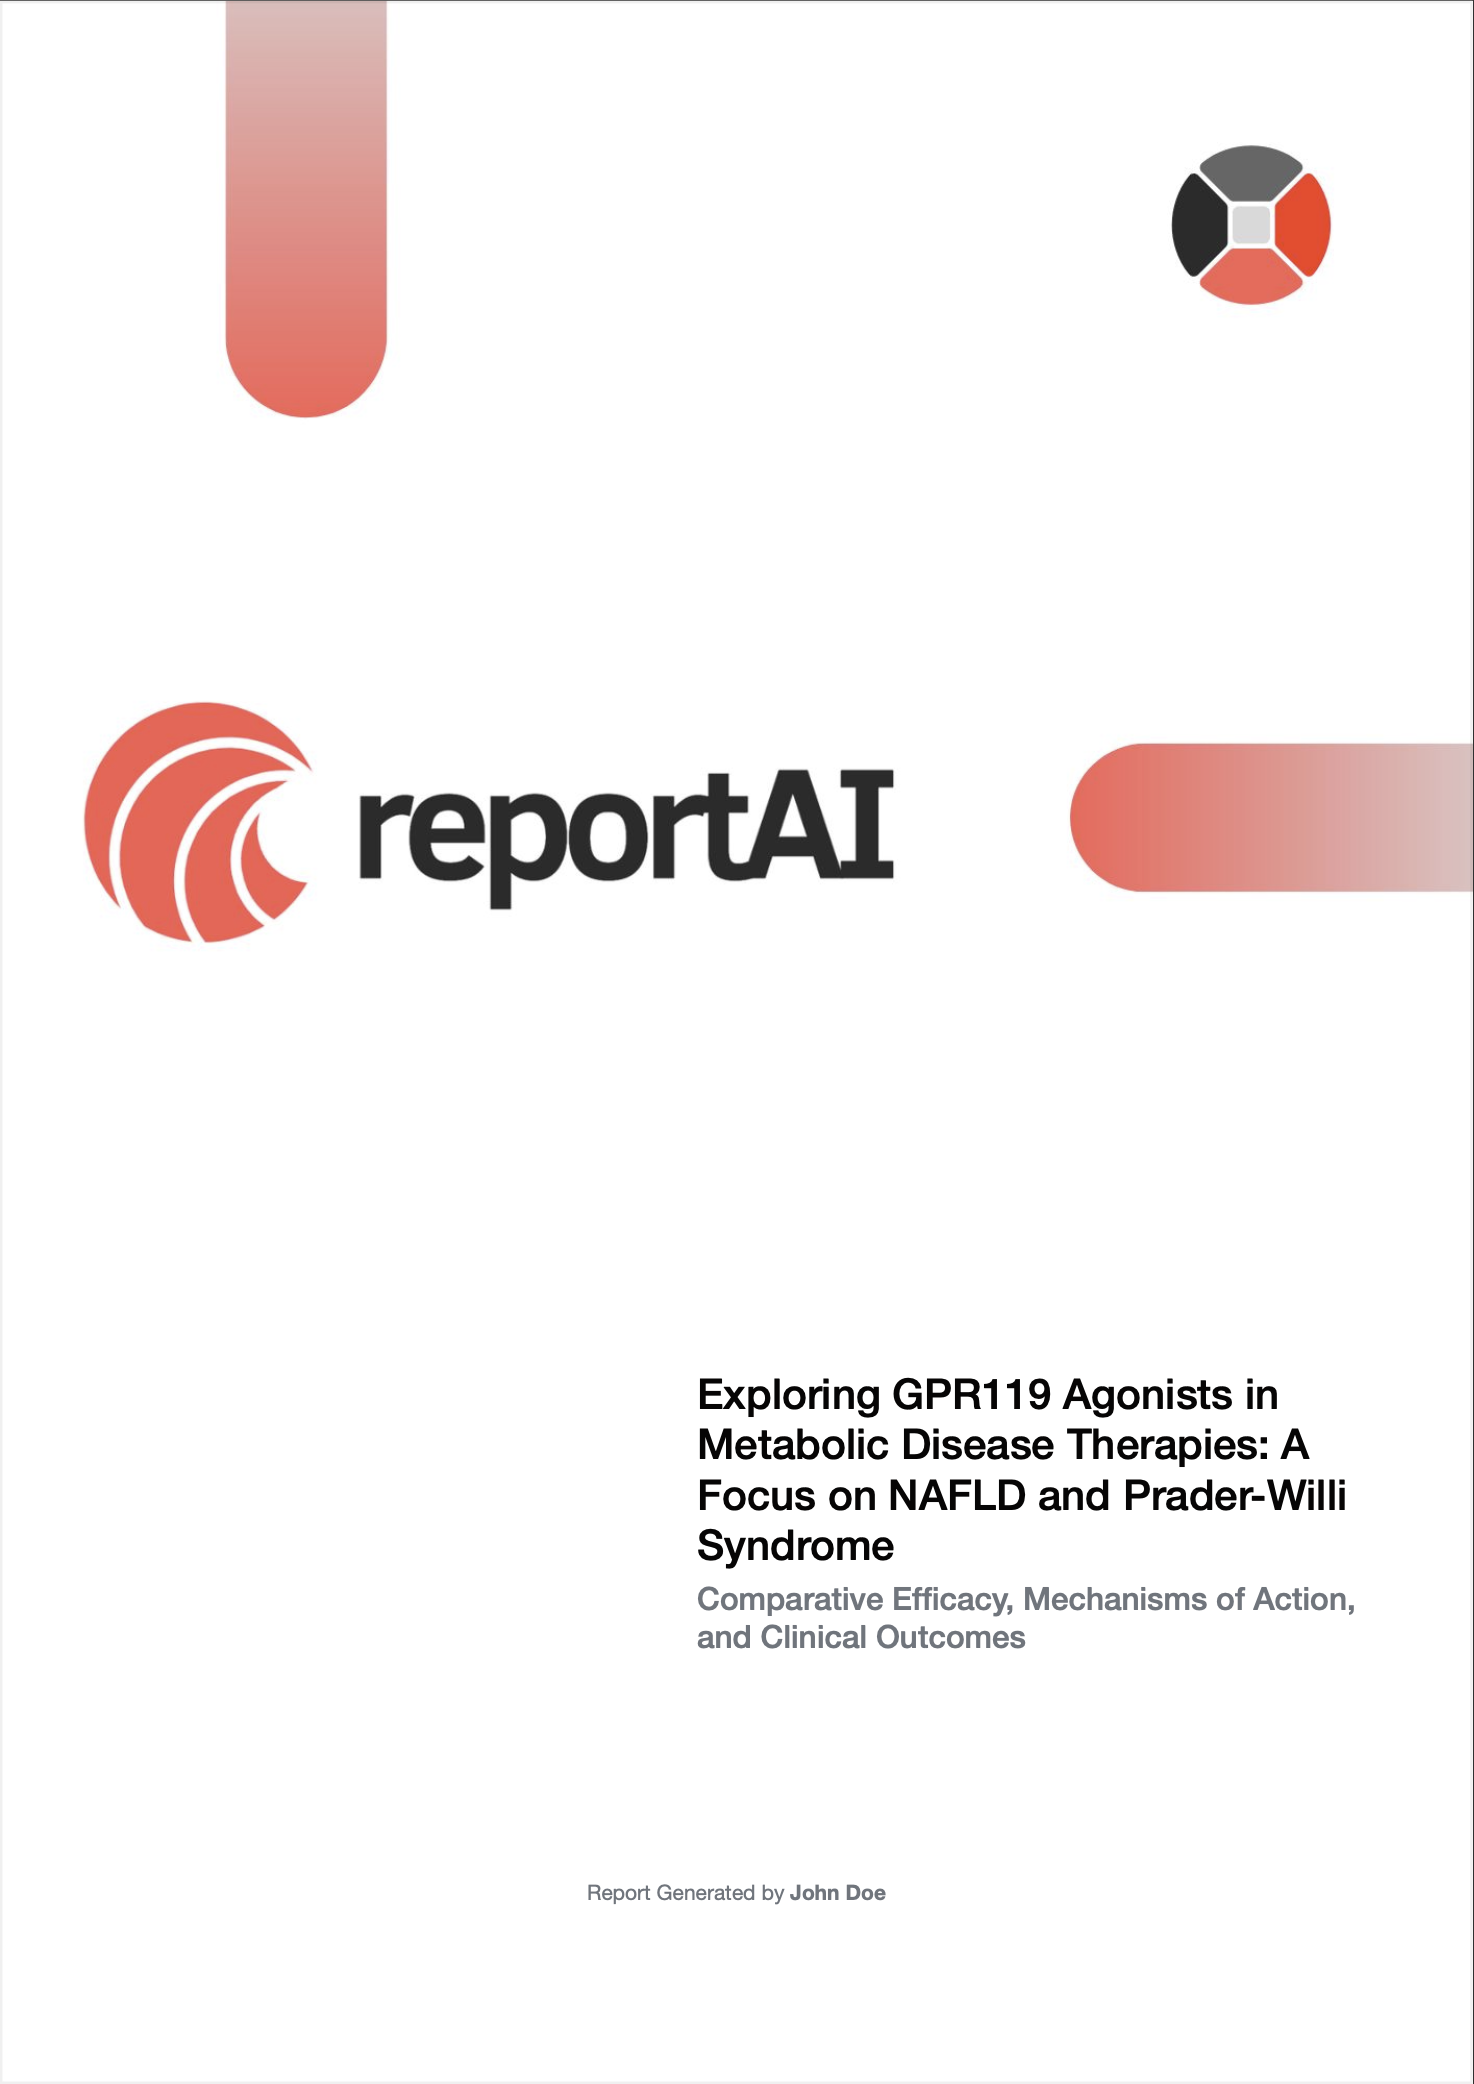 reportAI
Exploring GPR119 Agonists in
Metabolic Disease Therapies: A
Focus on NAFLD and Prader-Willi
Syndrome
Comparative Efficacy, Mechanisms of Action,
and Clinical Outcomes
Report Generated by John Doe